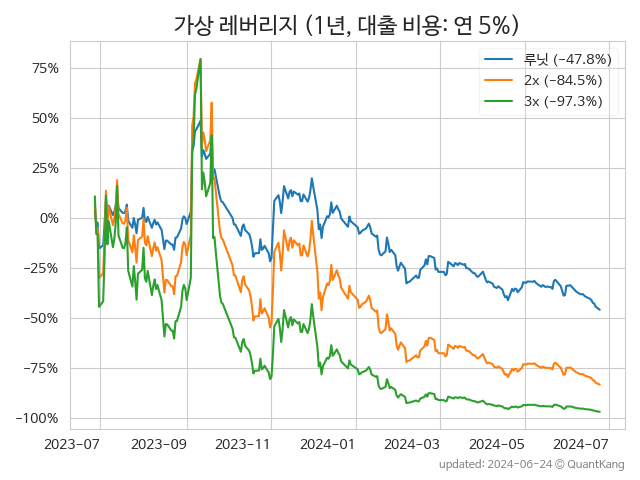 가상 레버리지 (1년, 대출 비용: 연 5%)
루닛 (−47.8%)
2x (−84.5%)
3x (−97.3%)
75%
50%
25%
0%
−25%
−50%
−75%
−100%
2023-07 2023-09 2023-11 2024-01 2024-03 2024-05 2024-07
updated: 2024-06-24 © QuantKang